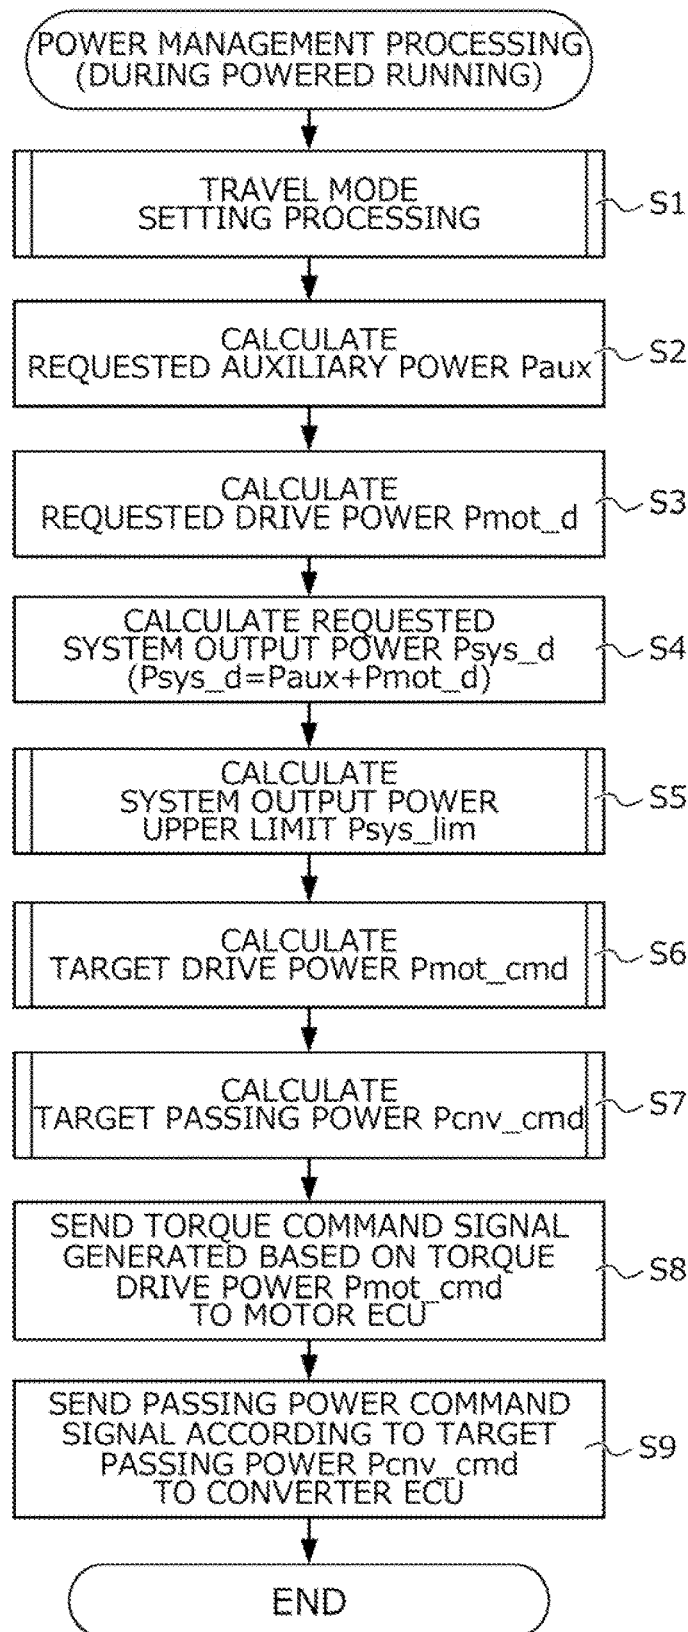 POWER MANAGEMENT PROCESSING
(DURING POWERED RUNNING)
TRAVEL MODE
SETTING PROCESSING
S1
CALCULATE
REQUESTED AUXILIARY POWER Paux
S2
CALCULATE
REQUESTED DRIVE POWER Pmot_d
S3
CALCULATE REQUESTED
SYSTEM OUTPUT POWER Psys_d
(Psys_d=Paux+Pmot_d)
S4
CALCULATE
SYSTEM OUTPUT POWER
UPPER LIMIT Psys_lim
S5
CALCULATE
TARGET DRIVE POWER Pmot_cmd
S6
CALCULATE
TARGET PASSING POWER Pcnv_cmd
S7
SEND TORQUE COMMAND SIGNAL
GENERATED BASED ON TORQUE
DRIVE POWER Pmot_cmd
TO MOTOR ECU
S8
SEND PASSING POWER COMMAND
SIGNAL ACCORDING TO TARGET
PASSING POWER Pcnv_cmd
TO CONVERTER ECU
S9
END